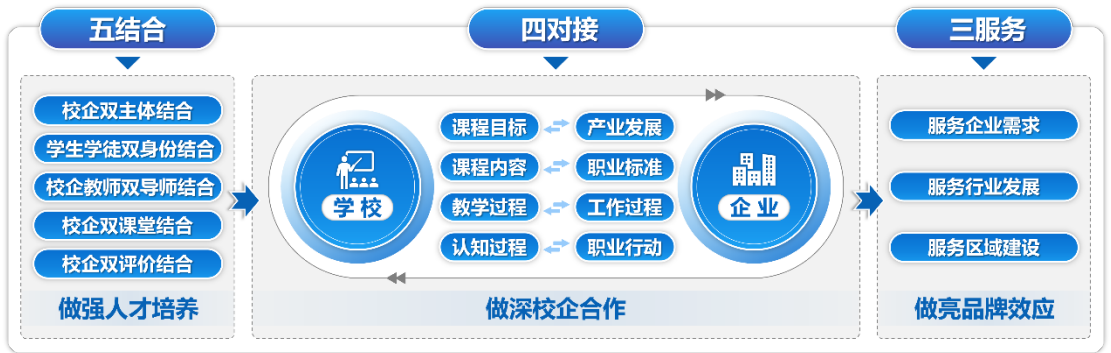 五结合
四对接
三服务
校企双主体结合
学生学徒双身份结合
校企教师双导师结合
校企双课堂结合
校企双评价结合
做强人才培养
学校
课程目标 产业发展
课程内容 职业标准
教学过程 工作过程
认知过程 职业行动
企业
做深校企合作
服务企业需求
服务行业发展
服务区域建设
做亮品牌效应